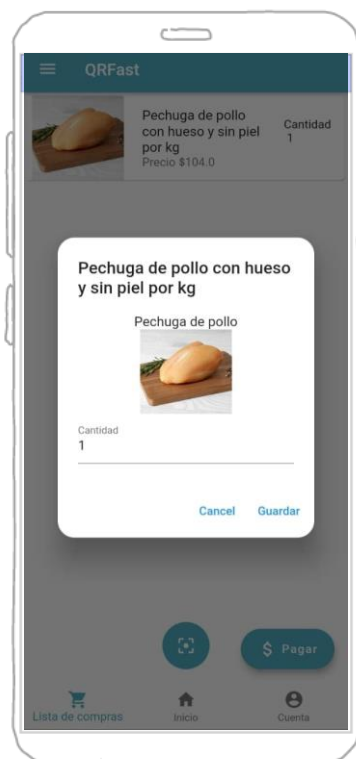 QRFast
Pechuga de pollo
con hueso y sin piel
por kg
Precio $104.0
Cantidad
1
Pechuga de pollo con hueso
y sin piel por kg
Pechuga de pollo
Cantidad
1
Cancel
Guardar
$ Pagar
Lista de compras
Inicio
Cuenta